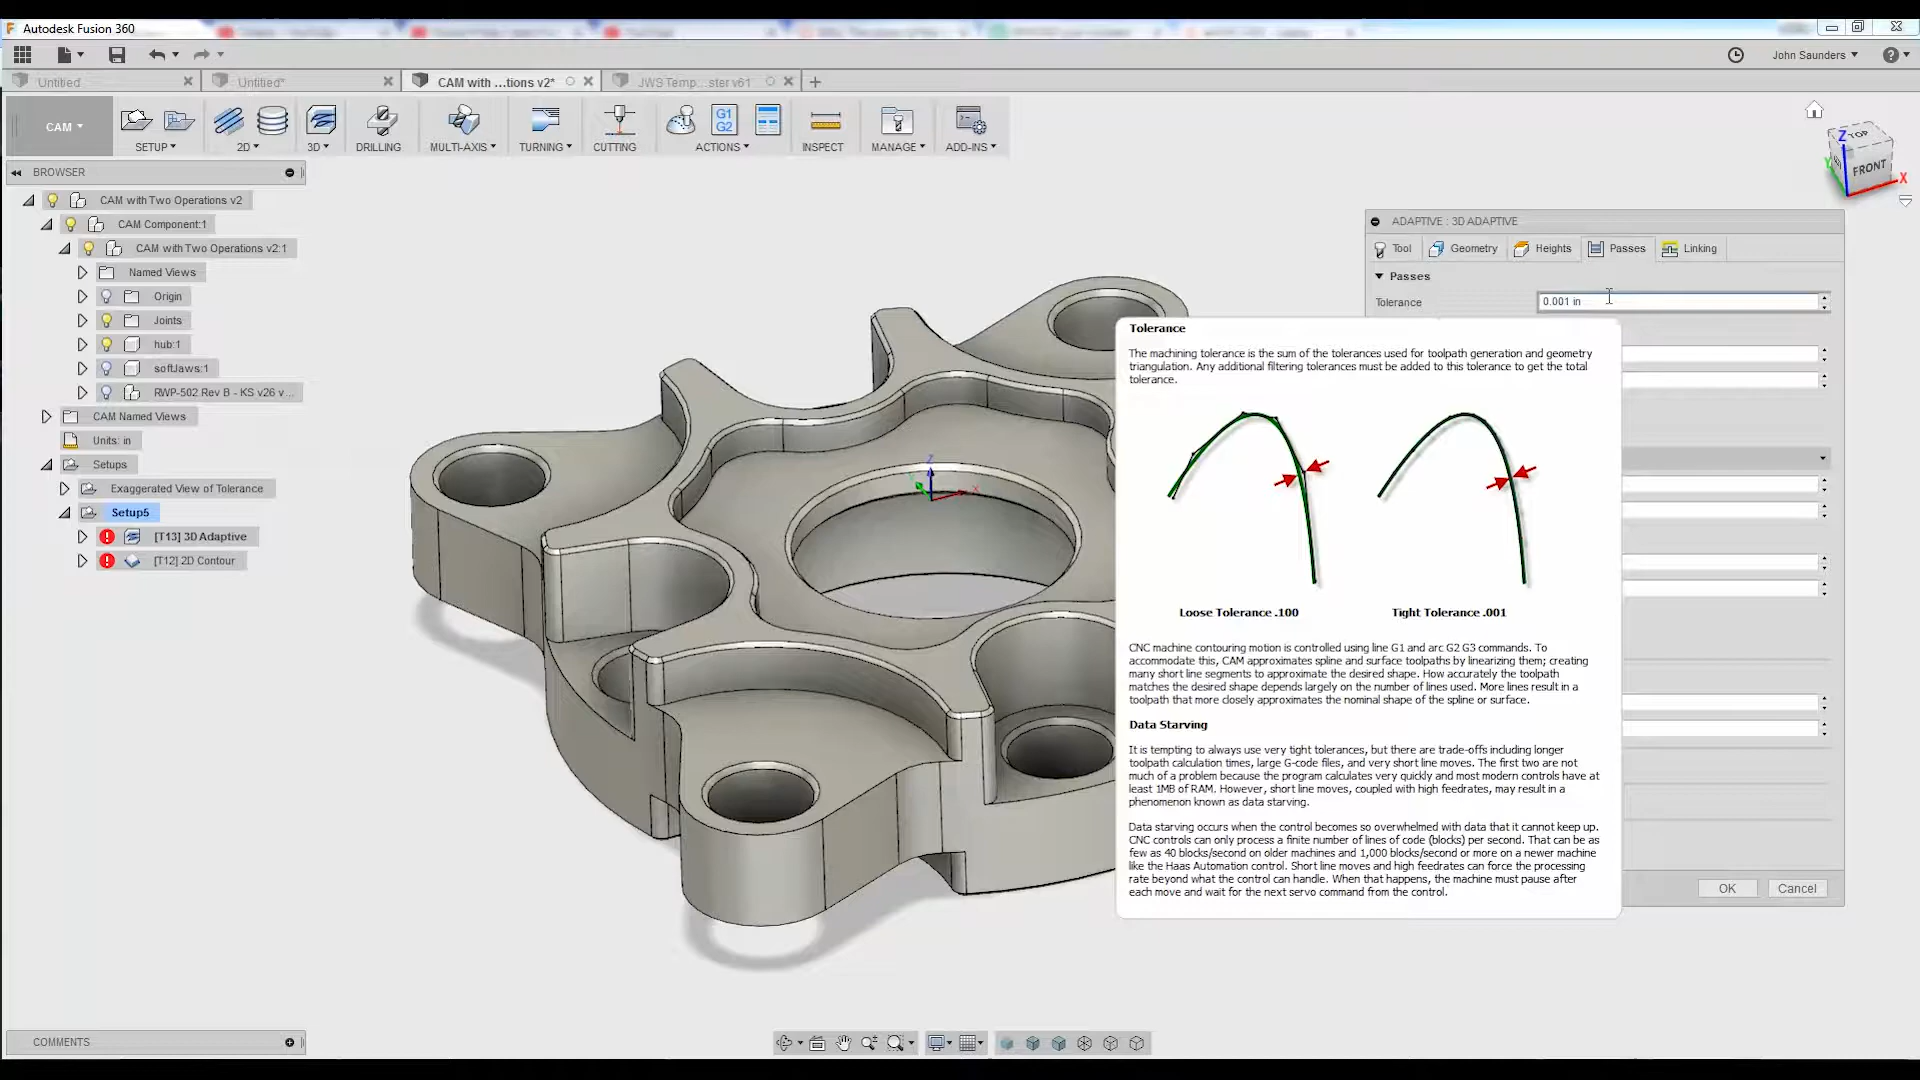 Autodesk Fusion 360
John Saunders
Untitled
Untitled*
CAM with ...tions v2*
JWS Temp...ster v61
CAM
SETUP
2D
3D
DRILLING
MULTI-AXIS
TURNING
CUTTING
G1
G2
ACTIONS
INSPECT
MANAGE
ADD-INS
TOP
FRONT
Z
Y
X
BROWSER
CAM with Two Operations v2
CAM Component:1
CAM with Two Operations v2:1
Named Views
Origin
Joints
hub:1
softJaws:1
RWP-502 Rev B - KS v26 v...
CAM Named Views
Units: in
Setups
Exaggerated View of Tolerance
Setup5
[T13] 3D Adaptive
[T12] 2D Contour
Z
X
ADAPTIVE : 3D ADAPTIVE
Tool
Geometry
Heights
Passes
Linking
Passes
Tolerance
0.001 in
Tolerance
The machining tolerance is the sum of the tolerances used for toolpath generation and geometry
triangulation. Any additional filtering tolerances must be added to this tolerance to get the total
tolerance.
Loose Tolerance .100
Tight Tolerance .001
CNC machine contouring motion is controlled using line G1 and arc G2 G3 commands. To
accommodate this, CAM approximates spline and surface toolpaths by linearizing them; creating
many short line segments to approximate the desired shape. How accurately the toolpath
matches the desired shape depends largely on the number of lines used. More lines result in a
toolpath that more closely approximates the nominal shape of the spline or surface.
Data Starving
It is tempting to always use very tight tolerances, but there are trade-offs including longer
toolpath calculation times, large G-code files, and very short line moves. The first two are not
much of a problem because the program calculates very quickly and most modern controls have at
least 1MB of RAM. However, short line moves, coupled with high feedrates, may result in a
phenomenon known as data starving.
Data starving occurs when the control becomes so overwhelmed with data that it cannot keep up.
CNC controls can only process a finite number of lines of code (blocks) per second. That can be as
few as 40 blocks/second on older machines and 1,000 blocks/second or more on a newer machine
like the Haas Automation control. Short line moves and high feedrates can force the processing
rate beyond what the control can handle. When that happens, the machine must pause after
each move and wait for the next servo command from the control.
OK
Cancel
COMMENTS